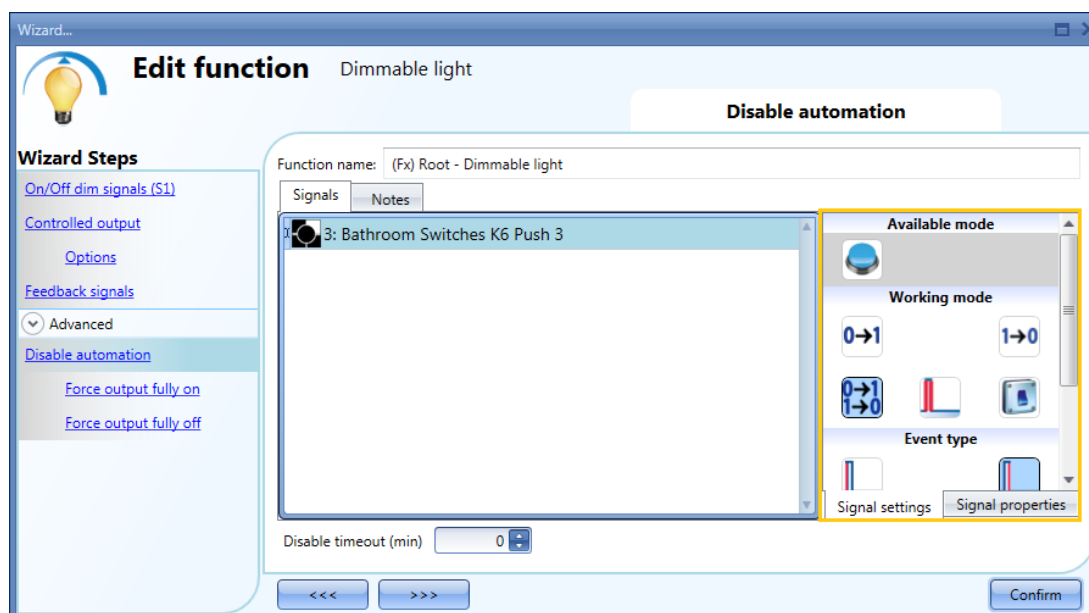 Wizard...
Edit function Dimmable light
Disable automation
Wizard Steps
On/Off dim signals (S1)
Controlled output
Options
Feedback signals
Advanced
Disable automation
Force output fully on
Force output fully off
Function name: (Fx) Root - Dimmable light
Signals Notes
3: Bathroom Switches K6 Push 3
Available mode
Working mode
0→1 1→0
0→1
1→0
Event type
Signal settings Signal properties
Disable timeout (min) 0
<<< >>> Confirm